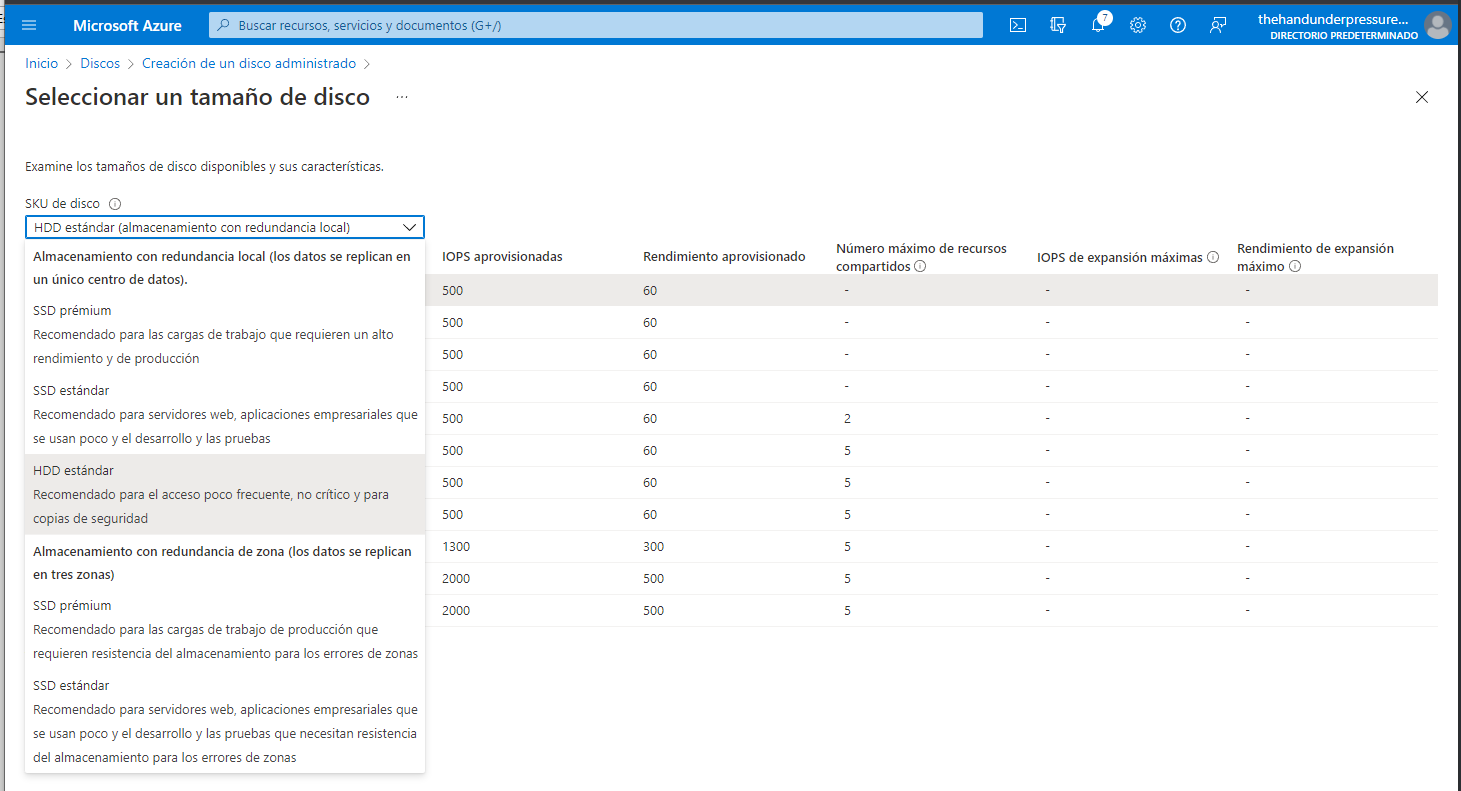 Microsoft Azure
Buscar recursos, servicios y documentos (G+/)
7
thehandunderpressure...
DIRECTORIO PREDETERMINADO
Inicio > Discos > Creación de un disco administrado >
Seleccionar un tamaño de disco ...
Examine los tamaños de disco disponibles y sus características.
SKU de disco
HDD estándar (almacenamiento con redundancia local)
Almacenamiento con redundancia local (los datos se replican en
un único centro de datos).
SSD prémium
Recomendado para las cargas de trabajo que requieren un alto
rendimiento y de producción
SSD estándar
Recomendado para servidores web, aplicaciones empresariales que
se usan poco y el desarrollo y las pruebas
HDD estándar
Recomendado para el acceso poco frecuente, no crítico y para
copias de seguridad
Almacenamiento con redundancia de zona (los datos se replican
en tres zonas)
SSD prémium
Recomendado para las cargas de trabajo de producción que
requieren resistencia del almacenamiento para los errores de zonas
SSD estándar
Recomendado para servidores web, aplicaciones empresariales que
se usan poco y el desarrollo y las pruebas que necesitan resistencia
del almacenamiento para los errores de zonas
IOPS aprovisionadas
Rendimiento aprovisionado
Número máximo de recursos
compartidos
IOPS de expansión máximas
Rendimiento de expansión
máximo
500 60 - - -
500 60 - - -
500 60 - - -
500 60 - - -
500 60 2 - -
500 60 5 - -
500 60 5 - -
500 60 5 - -
1300 300 5 - -
2000 500 5 - -
2000 500 5 - -